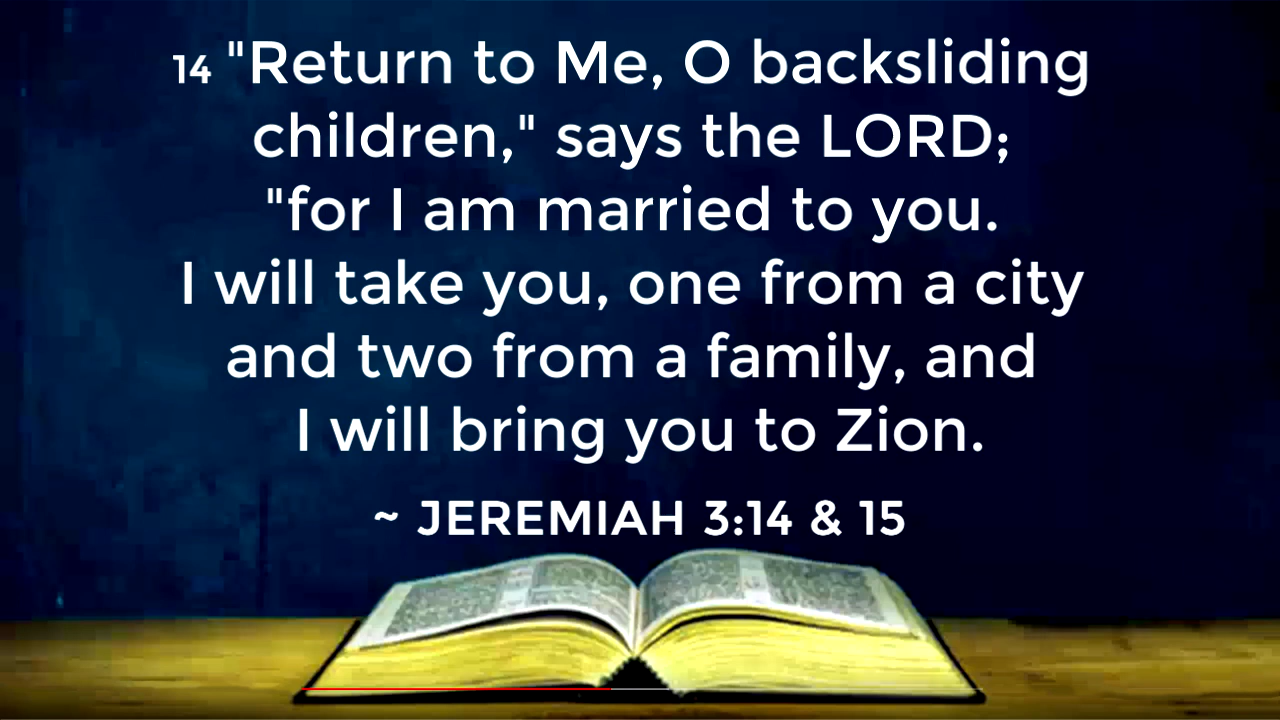 14 "Return to Me, O backsliding
children," says the LORD;
"for I am married to you.
I will take you, one from a city
and two from a family, and
I will bring you to Zion.
~ JEREMIAH 3:14 & 15